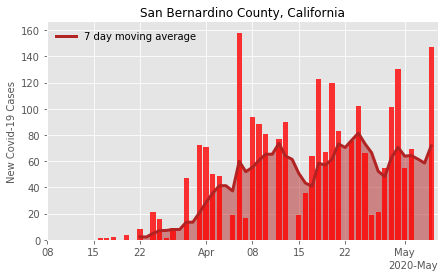 San Bernardino County, California
7 day moving average
New Covid-19 Cases
160
140
120
100
80
60
40
20
0
08 15 22 Apr 08 15 22 May
2020-May